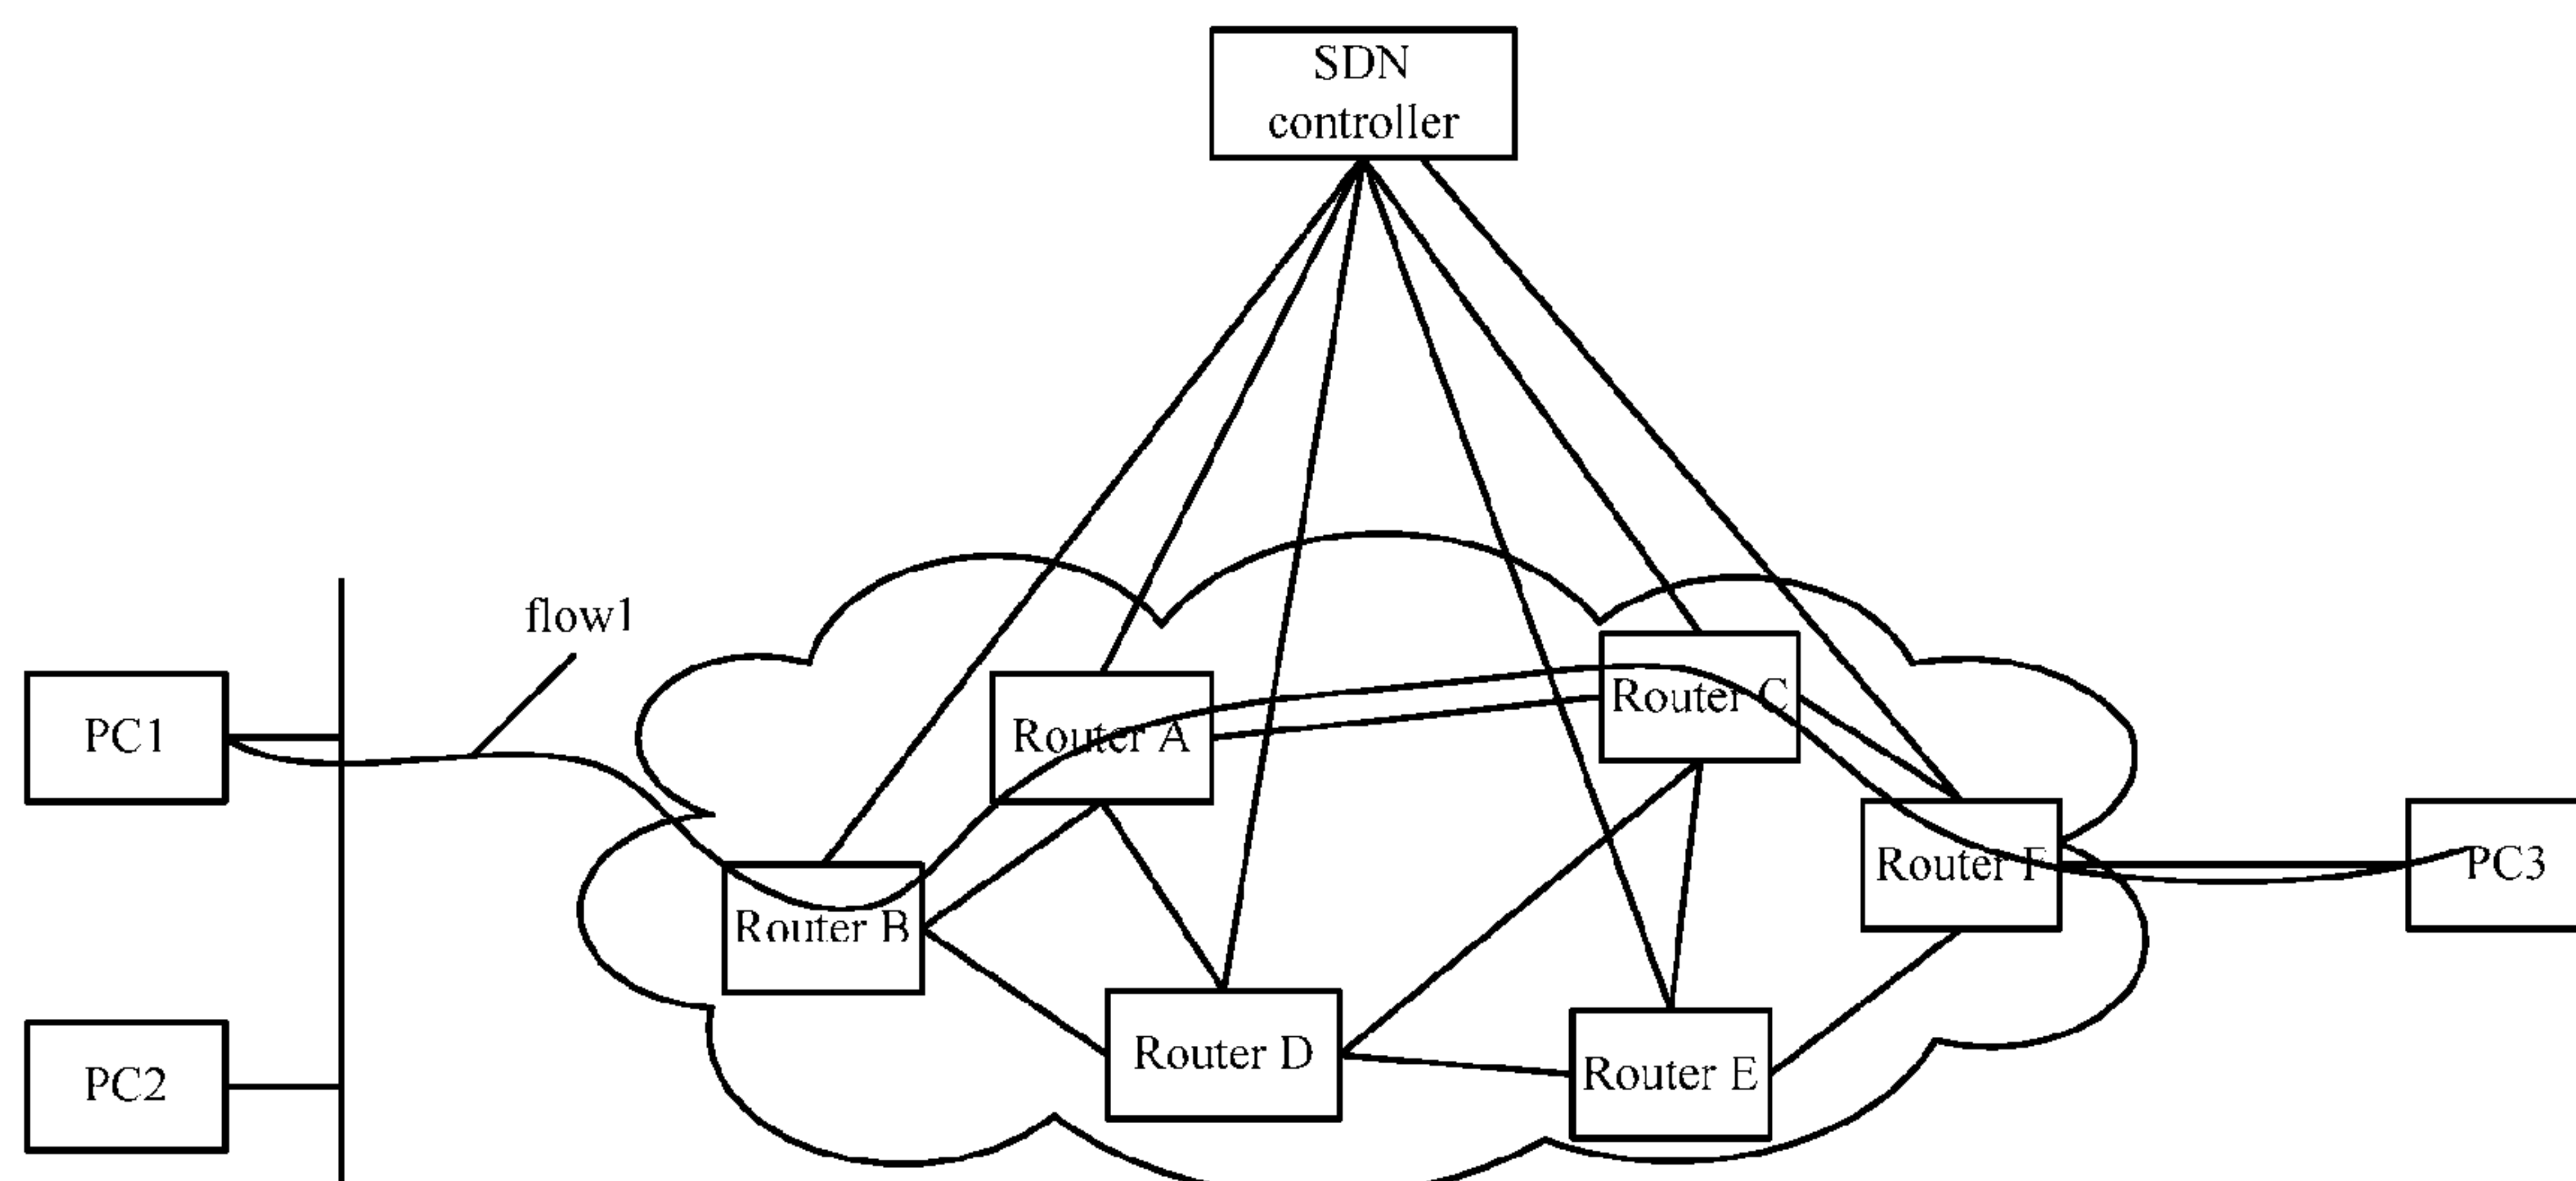 SDN
controller
flow1
Router C
PC1
Router A
PC3
Router F
Router B
Router D
Router E
PC2